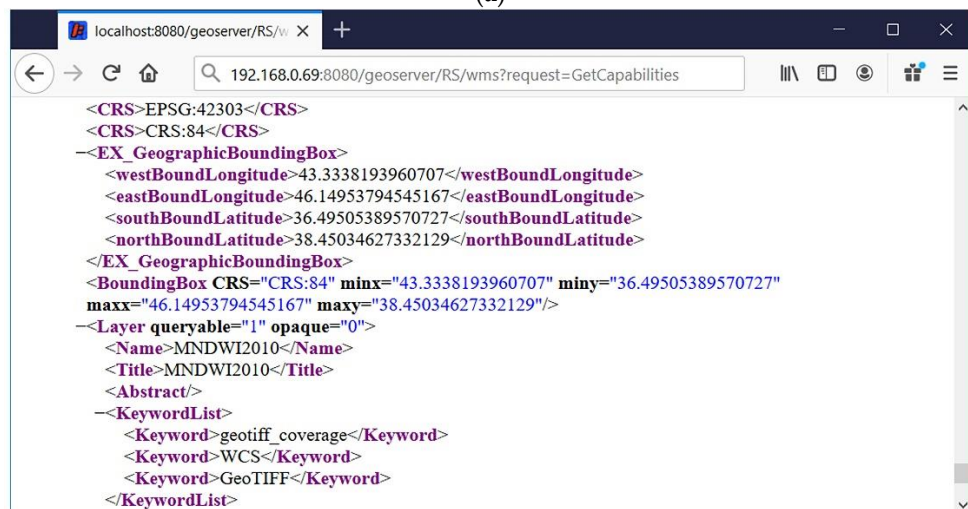 localhost:8080/geoserver/RS/w
192.168.0.69:8080/geoserver/RS/wms?request=GetCapabilities
<CRS>EPSG:42303</CRS>
<CRS>CRS:84</CRS>
−<EX_GeographicBoundingBox>
<westBoundLongitude>43.3338193960707</westBoundLongitude>
<eastBoundLongitude>46.14953794545167</eastBoundLongitude>
<southBoundLatitude>36.49505389570727</southBoundLatitude>
<northBoundLatitude>38.45034627332129</northBoundLatitude>
</EX_GeographicBoundingBox>
<BoundingBox CRS="CRS:84" minx="43.3338193960707" miny="36.49505389570727"
maxx="46.14953794545167" maxy="38.45034627332129"/>
−<Layer queryable="1" opaque="0">
<Name>MNDWI2010</Name>
<Title>MNDWI2010</Title>
<Abstract/>
−<KeywordList>
<Keyword>geotiff_coverage</Keyword>
<Keyword>WCS</Keyword>
<Keyword>GeoTIFF</Keyword>
</KeywordList>